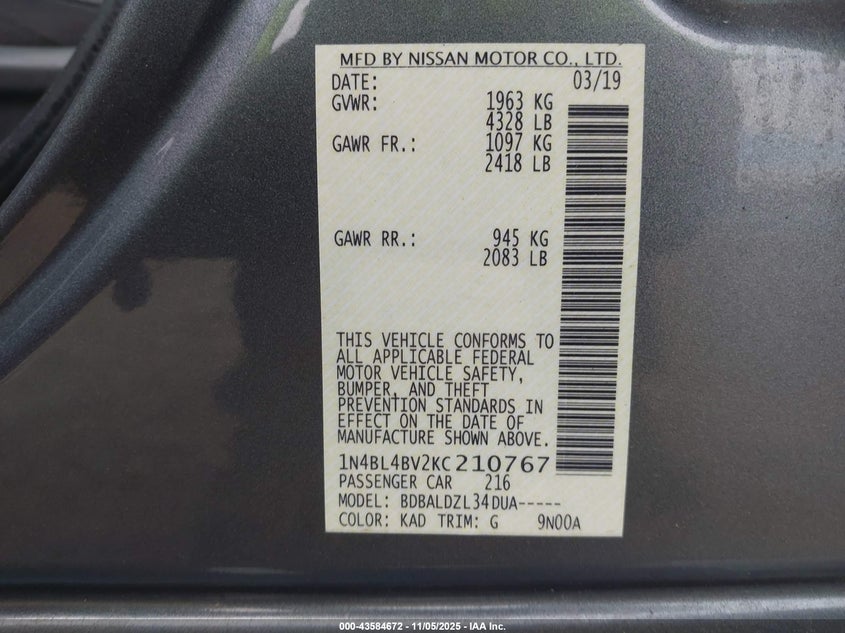 MFD BY NISSAN MOTOR CO., LTD.
DATE: 03/19
GVWR: 1963 KG
4328 LB
GAWR FR.: 1097 KG
2418 LB
GAWR RR.: 945 KG
2083 LB
THIS VEHICLE CONFORMS TO
ALL APPLICABLE FEDERAL
MOTOR VEHICLE SAFETY,
BUMPER, AND THEFT
PREVENTION STANDARDS IN
EFFECT ON THE DATE OF
MANUFACTURE SHOWN ABOVE.
1N4BL4BV2KC210767
PASSENGER CAR 216
MODEL: BDBALDZL34DUA-----
COLOR: KAD TRIM: G 9N00A
000-43584672 - 11/05/2025 - IAA Inc.